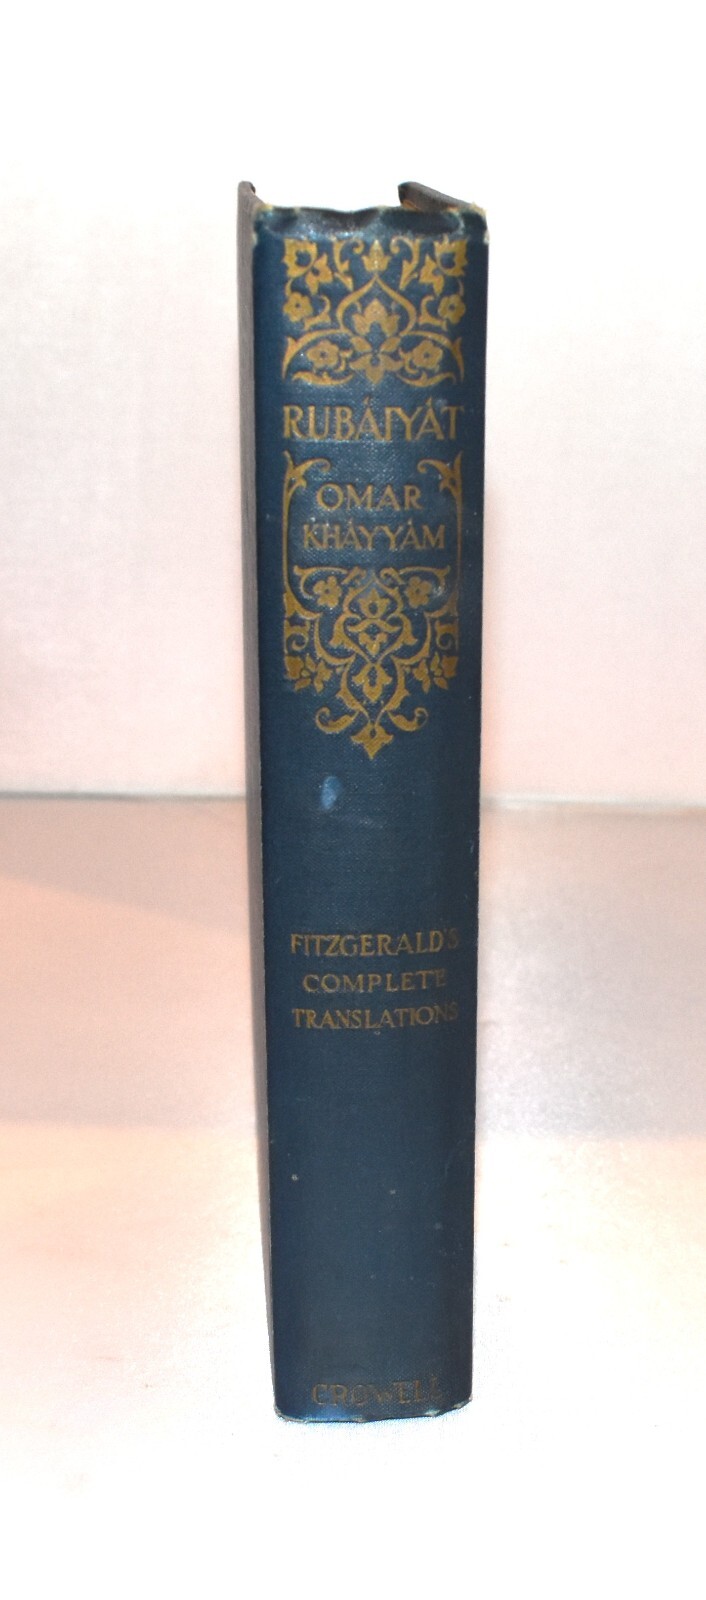 RUBÁIYÁT
OMAR
KHÁYYÁM
FITZGERALD'S
COMPLETE
TRANSLATIONS
CROWELL